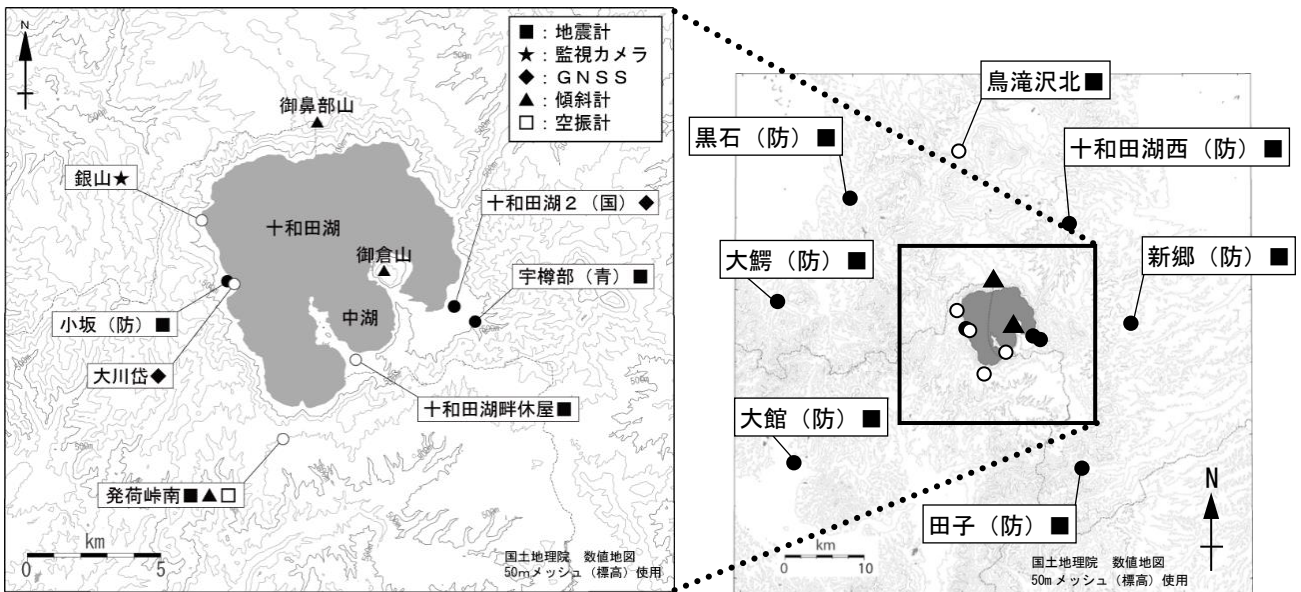 N
■：地震計
★：監視カメラ
◆：ＧＮＳＳ
▲：傾斜計
□：空振計
御鼻部山
▲
銀山★
十和田湖２（国）◆
十和田湖
御倉山
▲
宇樽部（青）■
小坂（防）■
中湖
大川岱◆
十和田湖畔休屋■
発荷峠南■▲□
500m
km
0
5
国土地理院　数値地図
50mメッシュ（標高）使用
鳥滝沢北■
黒石（防）■
十和田湖西（防）■
大鰐（防）■
新郷（防）■
大館（防）■
田子（防）■
N
km
0
10
国土地理院　数値地図
50mメッシュ（標高）使用